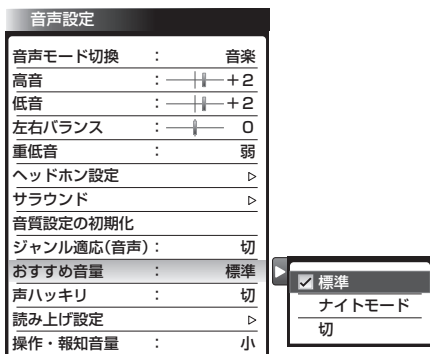 音声設定
音声モード切換 : 音楽
高音 : +2
低音 : +2
左右バランス : 0
重低音 : 弱
ヘッドホン設定
サラウンド
音質設定の初期化
ジャンル適応(音声) : 切
おすすめ音量 : 標準
声ハッキリ : 切
読み上げ設定
操作・報知音量 : 小
標準
ナイトモード
切